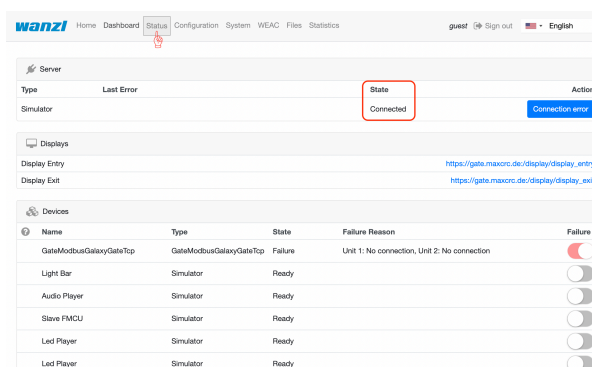 wanzl Home Dashboard Status Configuration System WEAC Files Statistics guest Sign out English
Server
Type Last Error State Action
Simulator Connected Connection error
Displays
Display Entry https://gate.maxcrc.de:/display/display_entry
Display Exit https://gate.maxcrc.de:/display/display_exi
Devices
Name Type State Failure Reason Failure
GateModbusGalaxyGateTcp GateModbusGalaxyGateTcp Failure Unit 1: No connection, Unit 2: No connection
Light Bar Simulator Ready
Audio Player Simulator Ready
Slave FMCU Simulator Ready
Led Player Simulator Ready
Led Player Simulator Ready